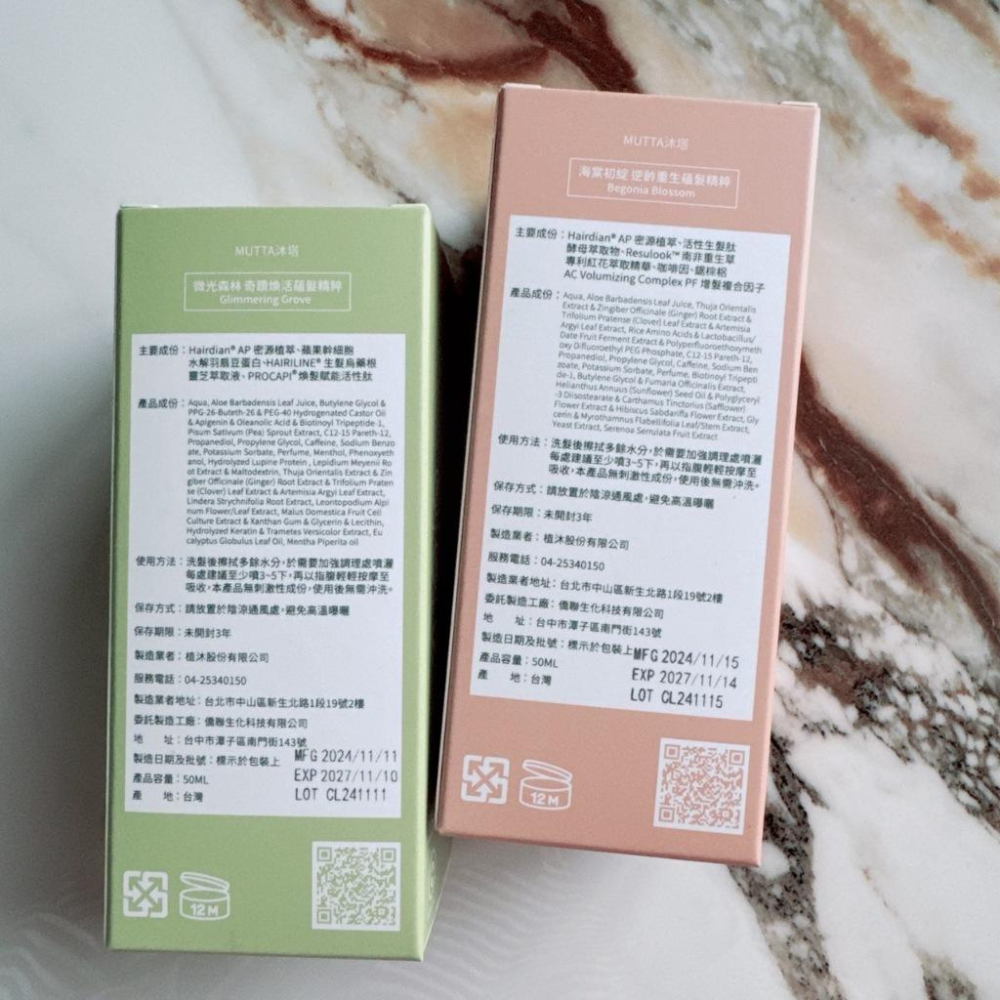 MUTTA沐塔
微光森林 奇蹟煥活蘊髮精粹
Glimmering Grove
主要成份：Hairdian® AP 密源植萃、蘋果幹細胞
水解羽扇豆蛋白、HAIRILINE® 生髮烏藥根
靈芝萃取液、PROCAPI® 煥髮賦能活性肽
產品成份：Aqua, Aloe Barbadensis Leaf Juice, Butylene Glycol &
PPG-26-Buteth-26 & PEG-40 Hydrogenated Castor Oil
& Apigenin & Oleanolic Acid & Biotinoyl Tripeptide-1,
Pisum Sativum (Pea) Sprout Extract, C12-15 Pareth-12,
Propanediol, Propylene Glycol, Caffeine, Sodium Benzo
ate, Potassium Sorbate, Perfume, Menthol, Phenoxyeth
anol, Hydrolyzed Lupine Protein , Lepidium Meyenii Ro
ot Extract & Maltodextrin, Thuja Orientalis Extract & Zin
giber Officinale (Ginger) Root Extract & Trifolium Praten
se (Clover) Leaf Extract & Artemisia Argyi Leaf Extract,
Lindera Strychnifolia Root Extract, Leontopodium Alpi
num Flower/Leaf Extract, Malus Domestica Fruit Cell
Culture Extract & Xanthan Gum & Glycerin & Lecithin,
Hydrolyzed Keratin & Trametes Versicolor Extract, Eu
calyptus Globulus Leaf Oil, Mentha Piperita oil
使用方法：洗髮後擦拭多餘水分，於需要加強調理處噴灑
每處建議至少噴3~5下，再以指腹輕輕按摩至
吸收，本產品無刺激性成份，使用後無需沖洗。
保存方式：請放置於陰涼通風處，避免高溫曝曬
保存期限：未開封3年
製造業者：植沐股份有限公司
服務電話：04-25340150
製造業者地址：台北市中山區新生北路1段19號2樓
委託製造工廠：僑聯生化科技有限公司
地　　址：台中市潭子區南門街143號
製造日期及批號：標示於包裝上 MFG 2024/11/11
產品容量：50ML EXP 2027/11/10
產　　地：台灣 LOT CL241111
12M
MUTTA沐塔
海棠初綻 逆齡重生蘊髮精粹
Begonia Blossom
主要成份：Hairdian® AP 密源植萃、活性生髮肽
酵母萃取物、Resulook™ 南非重生草
專利紅花萃取精華、咖啡因、鋸棕櫚
AC Volumizing Complex PF 增髮複合因子
產品成份：Aqua, Aloe Barbadensis Leaf Juice, Thuja Orientalis
Extract & Zingiber Officinale (Ginger) Root Extract &
Trifolium Pratense (Clover) Leaf Extract & Artemisia
Argyi Leaf Extract, Rice Amino Acids & Lactobacillus/
Date Fruit Ferment Extract & Polyperfluoroethoxymeth
oxy Difluoroethyl PEG Phosphate, C12-15 Pareth-12,
Propanediol, Propylene Glycol, Caffeine, Sodium Ben
zoate, Potassium Sorbate, Perfume, Biotinoyl Tripepti
de-1, Butylene Glycol & Fumaria Officinalis Extract,
Helianthus Annuus (Sunflower) Seed Oil & Polyglyceryl
-3 Diisostearate & Carthamus Tinctorius (Safflower)
Flower Extract & Hibiscus Sabdariffa Flower Extract, Gly
cerin & Myrothamnus Flabellifolia Leaf/Stem Extract,
Yeast Extract, Serenoa Serrulata Fruit Extract
使用方法：洗髮後擦拭多餘水分，於需要加強調理處噴灑
每處建議至少噴3~5下，再以指腹輕輕按摩至
吸收，本產品無刺激性成份，使用後無需沖洗。
保存方式：請放置於陰涼通風處，避免高溫曝曬
保存期限：未開封3年
製造業者：植沐股份有限公司
服務電話：04-25340150
製造業者地址：台北市中山區新生北路1段19號2樓
委託製造工廠：僑聯生化科技有限公司
地　　址：台中市潭子區南門街143號
製造日期及批號：標示於包裝上 MFG 2024/11/15
產品容量：50ML EXP 2027/11/14
產　　地：台灣 LOT CL241115
12M